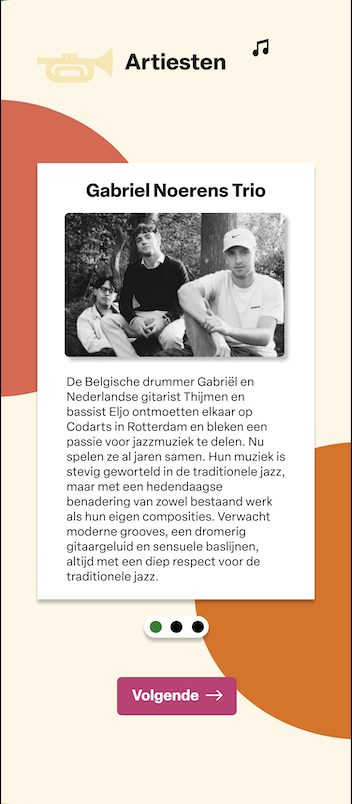 Artiesten
Gabriel Noerens Trio
De Belgische drummer Gabriël en
Nederlandse gitarist Thijmen en
bassist Eljo ontmoetten elkaar op
Codarts in Rotterdam en bleken een
passie voor jazzmuziek te delen. Nu
spelen ze al jaren samen. Hun muziek is
stevig geworteld in de traditionele jazz,
maar met een hedendaagse
benadering van zowel bestaand werk
als hun eigen composities. Verwacht
moderne grooves, een dromerig
gitaargeluid en sensuele baslijnen,
altijd met een diep respect voor de
traditionele jazz.
Volgende